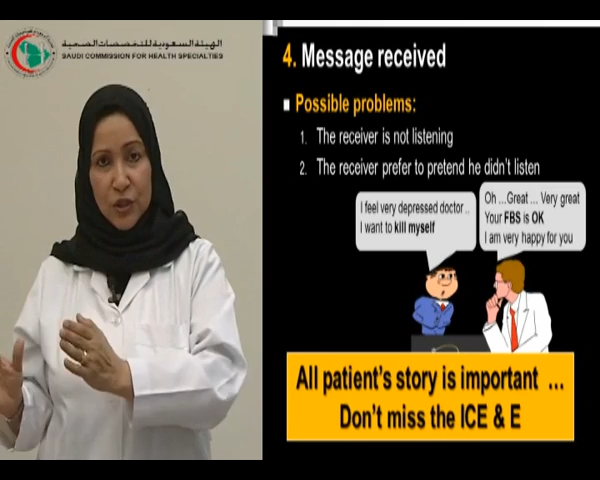 الهيئة السعودية للتخصصات الصحية
SAUDI COMMISSION FOR HEALTH SPECIALTIES
4. Message received
Possible problems:
1. The receiver is not listening
2. The receiver prefer to pretend he didn't listen
I feel very depressed doctor ..
I want to kill myself
Oh ...Great ... Very great
Your FBS is OK
I am very happy for you
All patient's story is important ...
Don't miss the ICE & E